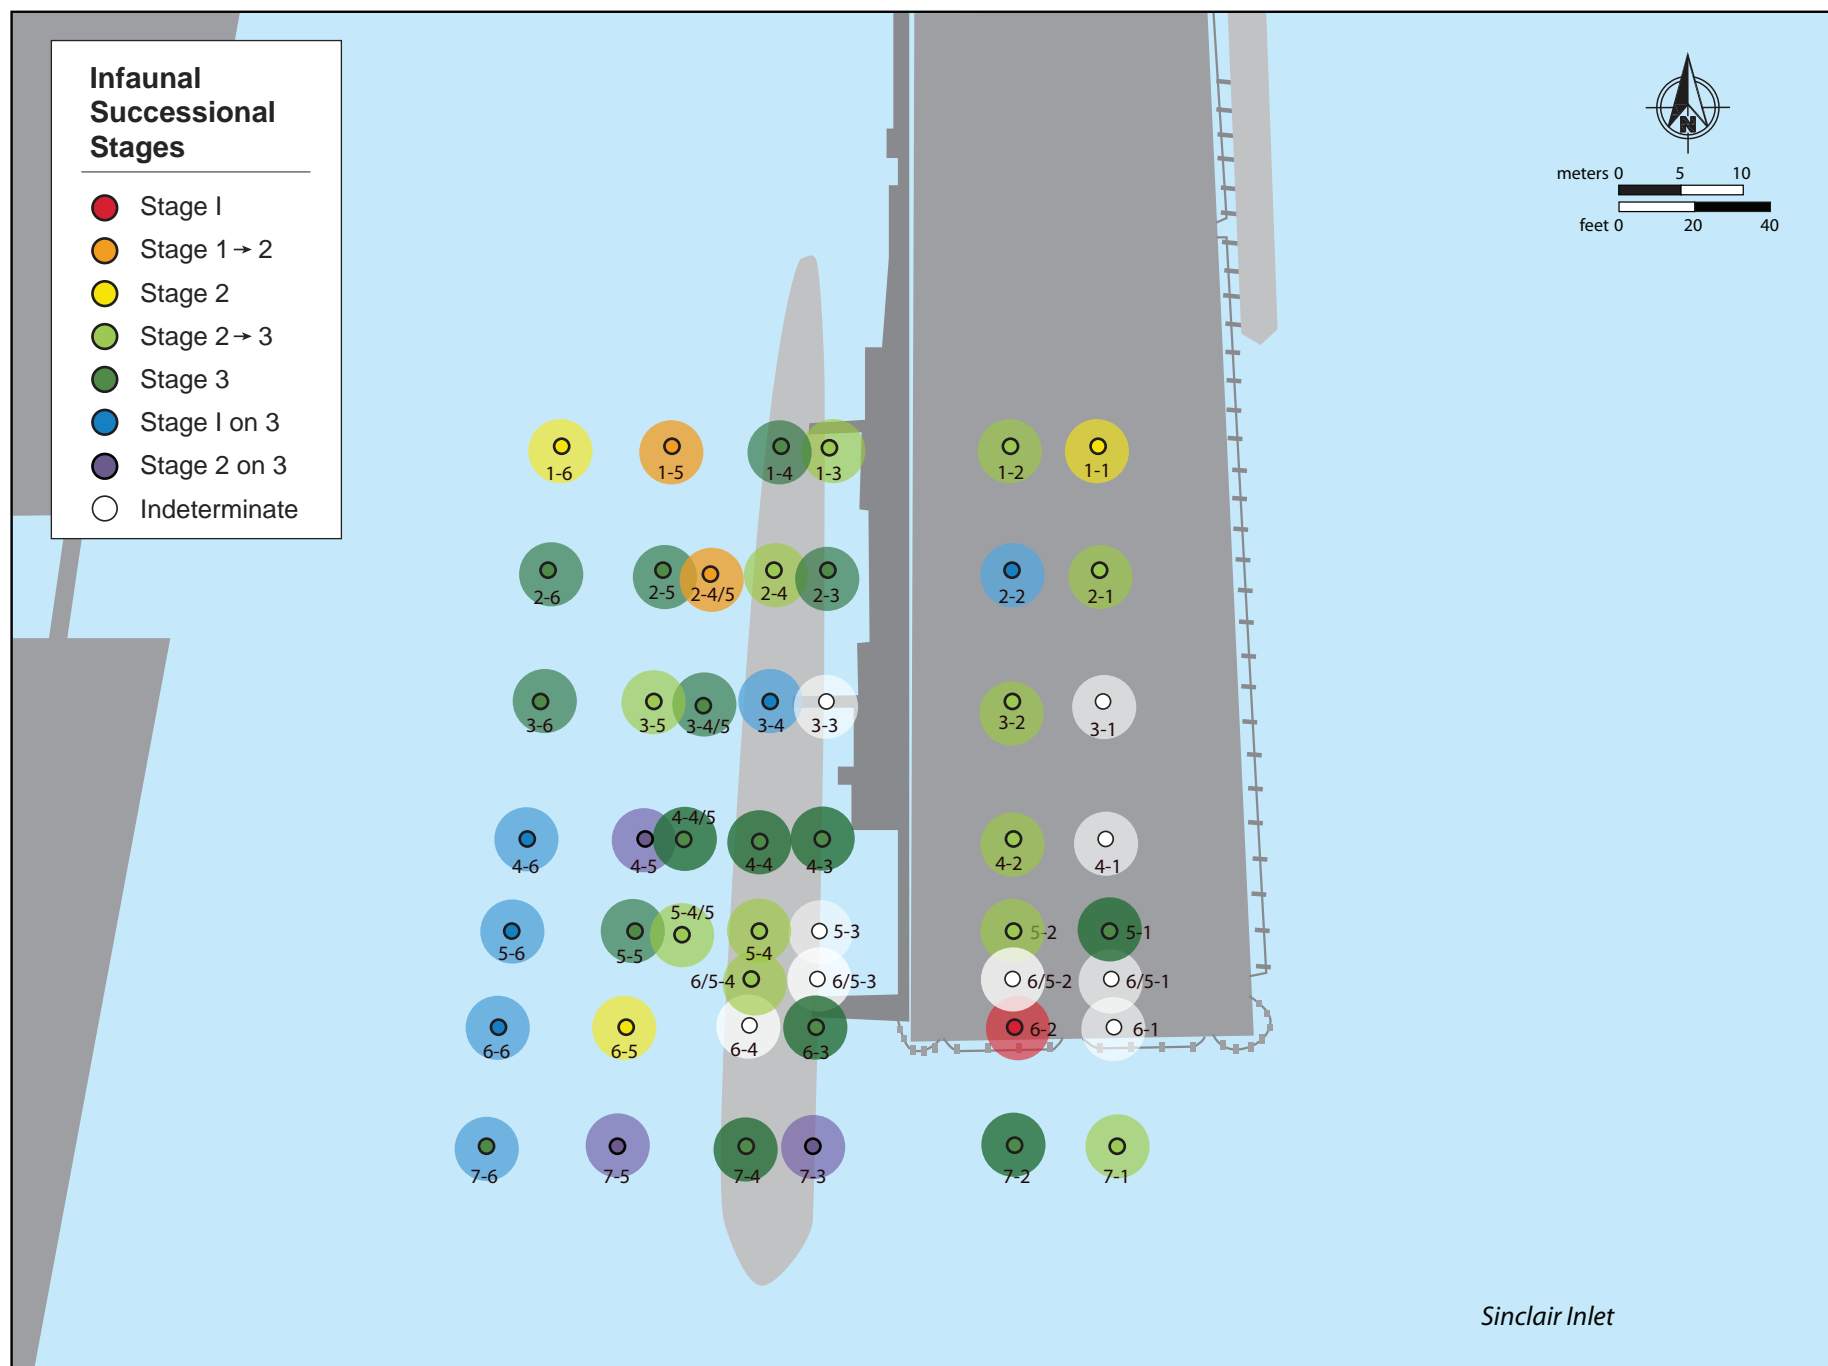 Infaunal
Successional
Stages
Stage I
Stage 1→2
Stage 2
Stage 2→3
Stage 3
Stage I on 3
Stage 2 on 3
Indeterminate
N
meters 0 5 10
feet 0 20 40
1-6 1-5 1-4 1-3 1-2 1-1
2-6 2-5 2-4/5 2-4 2-3 2-2 2-1
3-6 3-5 3-4/5 3-4 3-3 3-2 3-1
4-4/5
4-6 4-5 4-4 4-3 4-2 4-1
5-4/5
5-6 5-5 5-4 5-3 5-2 5-1
6/5-4 6/5-3 6/5-2 6/5-1
6-6 6-5 6-4 6-3 6-2 6-1
7-6 7-5 7-4 7-3 7-2 7-1
Sinclair Inlet